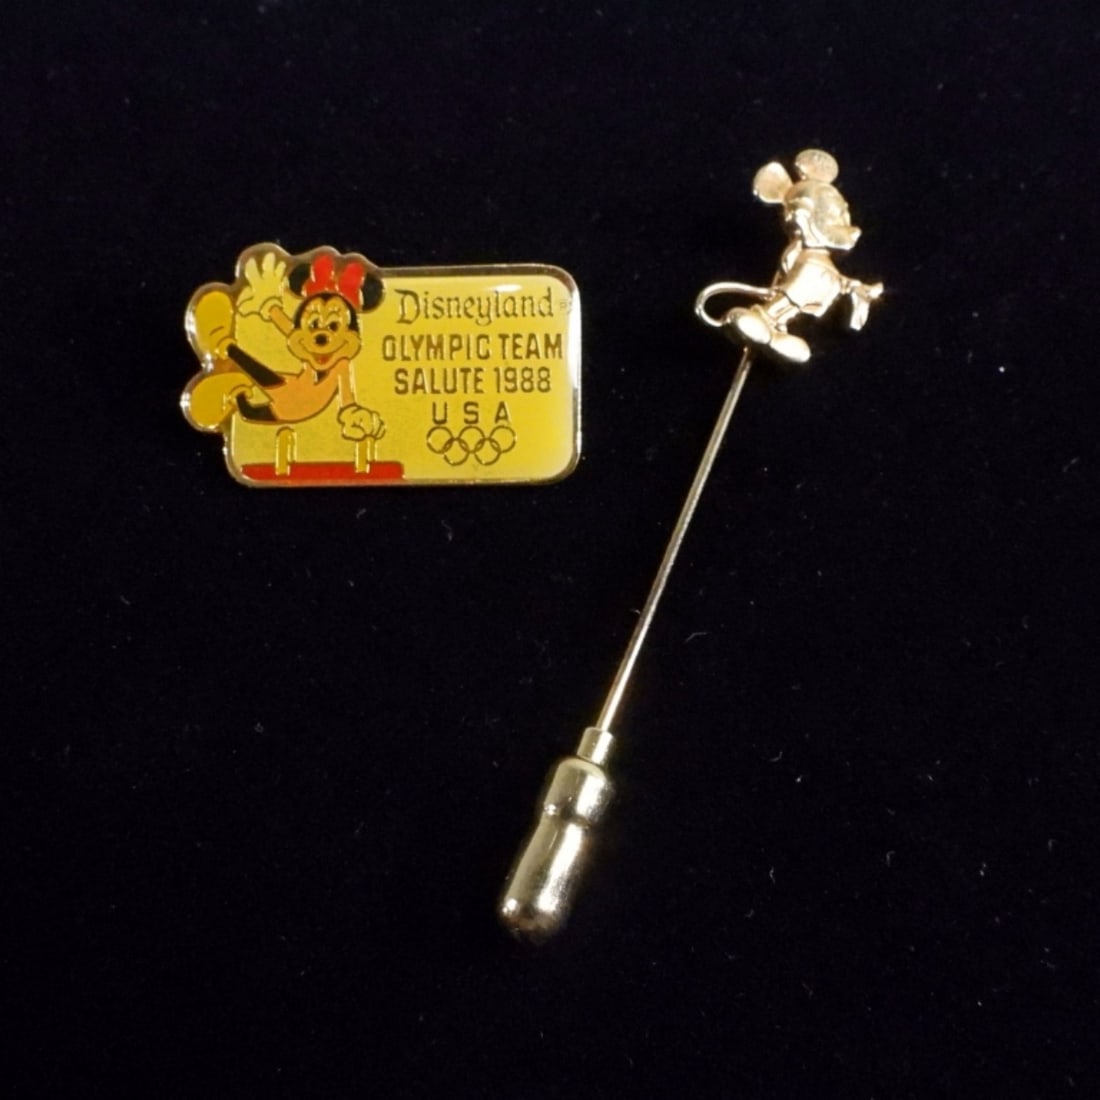 Disneyland
OLYMPIC TEAM
SALUTE 1988
USA